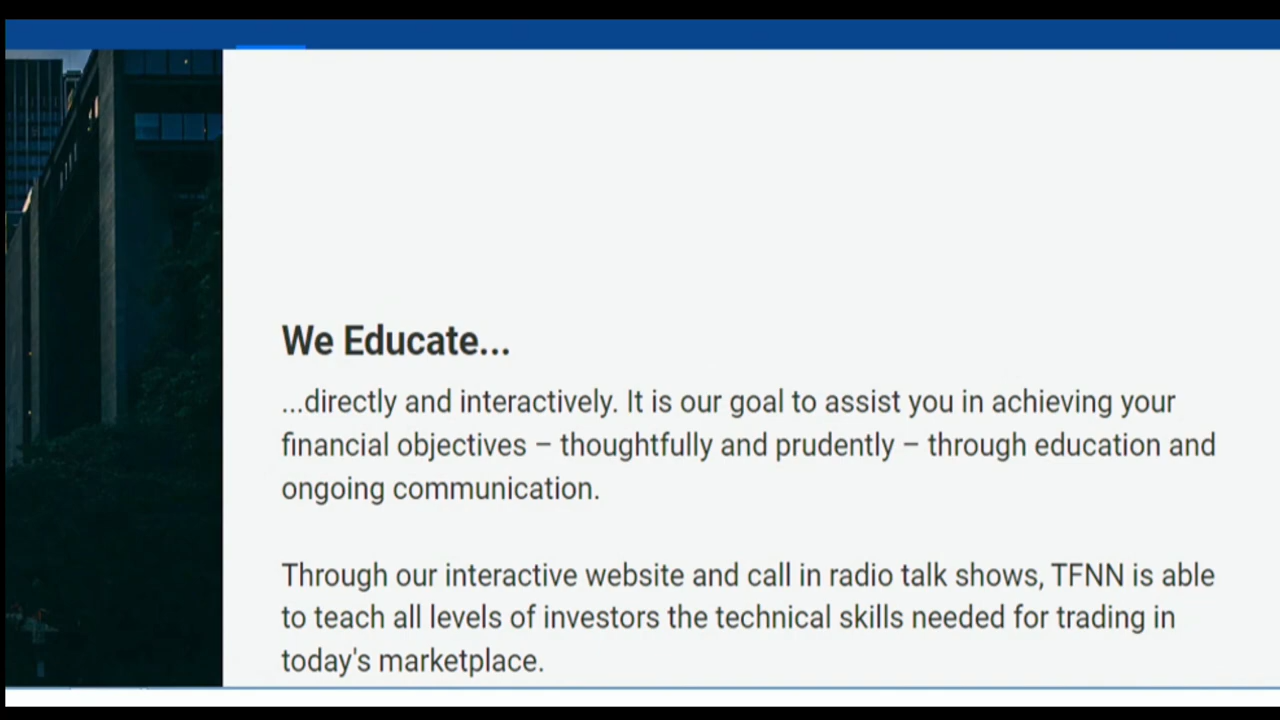 We Educate...
...directly and interactively. It is our goal to assist you in achieving your
financial objectives – thoughtfully and prudently – through education and
ongoing communication.
Through our interactive website and call in radio talk shows, TFNN is able
to teach all levels of investors the technical skills needed for trading in
today's marketplace.